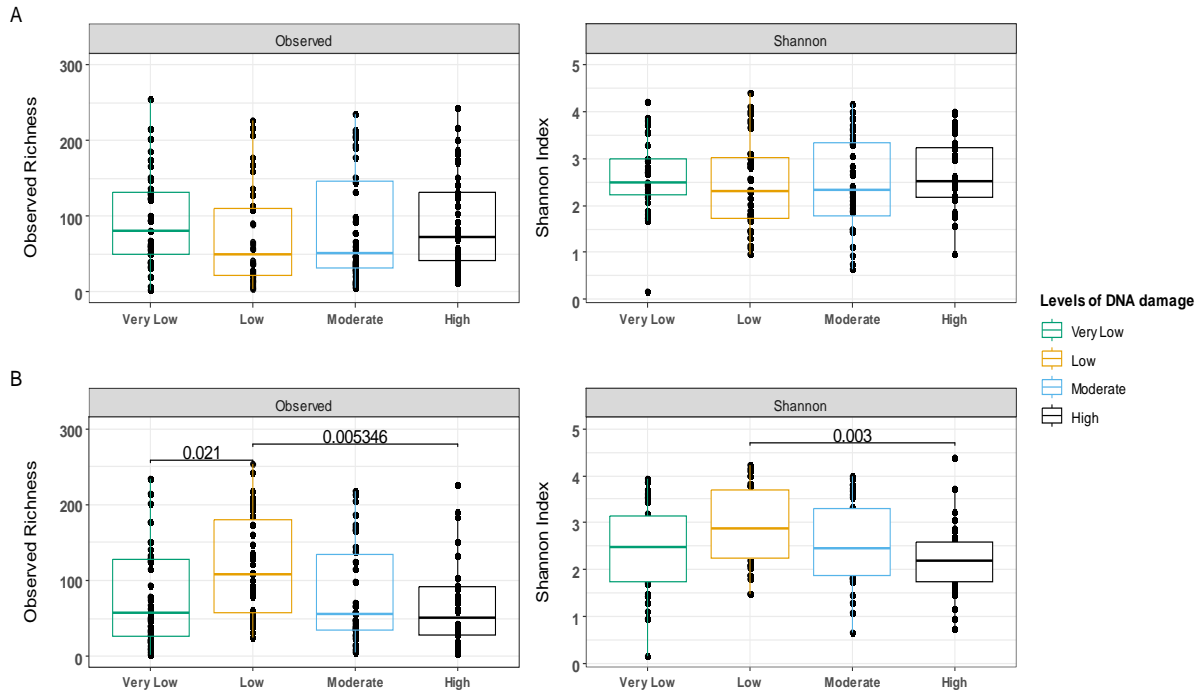 A
Observed
Shannon
Observed Richness
300
200
100
0
Very Low
Low
Moderate
High
Shannon Index
5
4
3
2
1
0
Very Low
Low
Moderate
High
Levels of DNA damage
Very Low
Low
Moderate
High
B
Observed
Shannon
Observed Richness
300
200
100
0
0.021
0.005346
Very Low
Low
Moderate
High
Shannon Index
5
4
3
2
1
0
0.003
Very Low
Low
Moderate
High